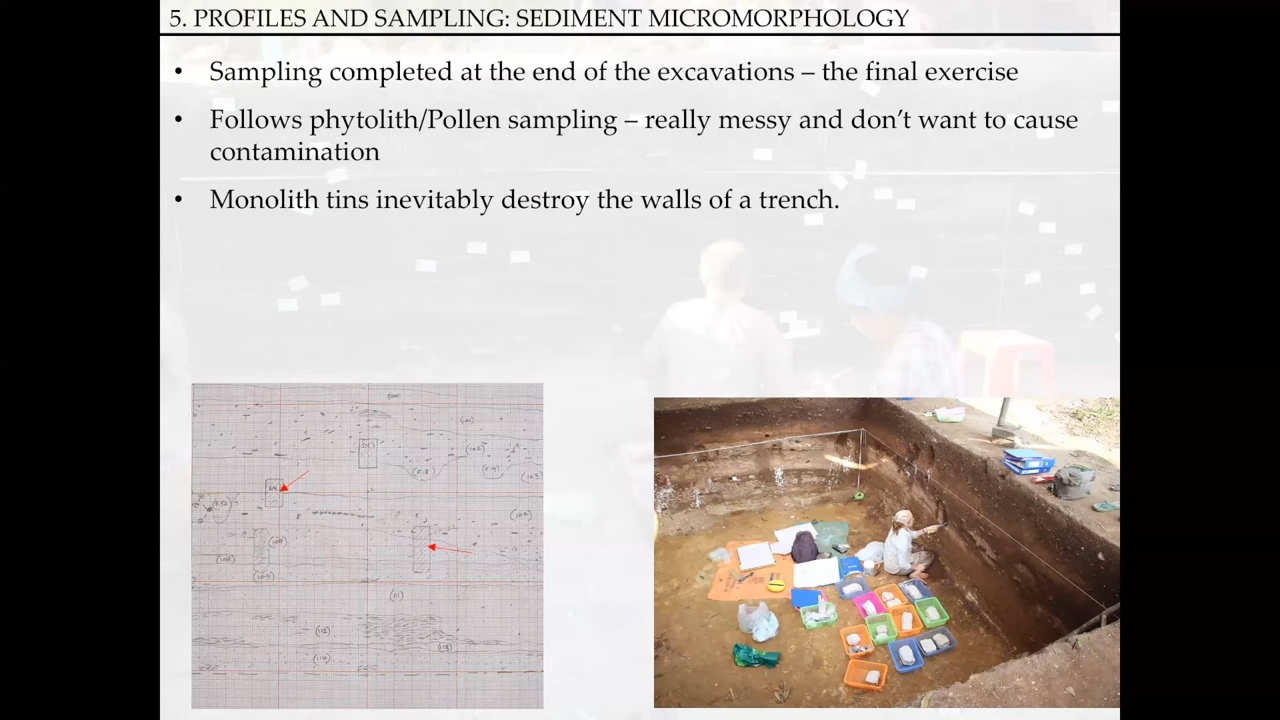 5. PROFILES AND SAMPLING: SEDIMENT MICROMORPHOLOGY
• Sampling completed at the end of the excavations – the final exercise
• Follows phytolith/Pollen sampling – really messy and don’t want to cause
contamination
• Monolith tins inevitably destroy the walls of a trench.